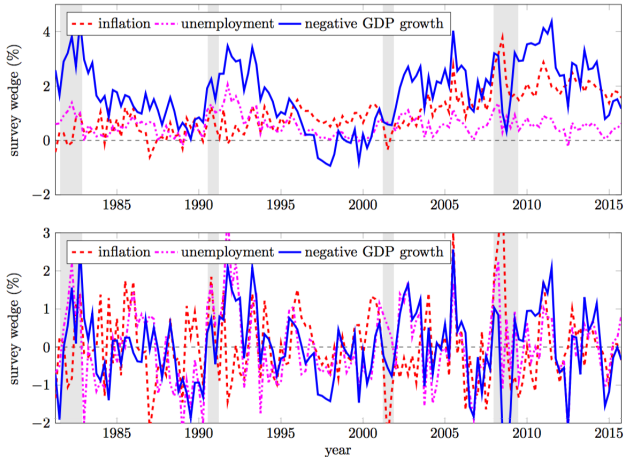 inflation unemployment negative GDP growth
4
2
0
−2
survey wedge (%)
1985 1990 1995 2000 2005 2010 2015
inflation unemployment negative GDP growth
3
2
1
0
−1
−2
survey wedge (%)
1985 1990 1995 2000 2005 2010 2015
year